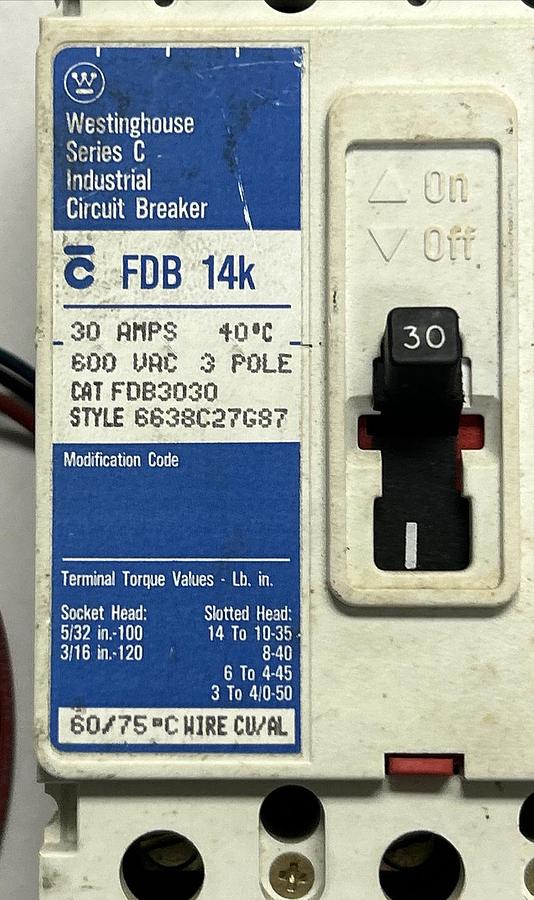 W
Westinghouse
Series C
Industrial
Circuit Breaker
C FDB 14k
30 AMPS 40°C
600 VAC 3 POLE
CAT FDB3030
STYLE 6638C27G87
Modification Code
Terminal Torque Values - Lb. in.
Socket Head: Slotted Head:
5/32 in.-100 14 To 10-35
3/16 in.-120 8-40
6 To 4-45
3 To 4/0-50
60/75°C WIRE CU/AL
△ On
▽ Off
30